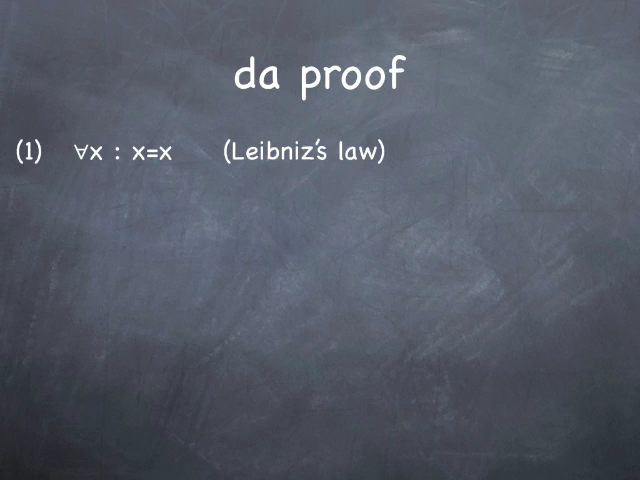 da proof
(1) ∀x : x=x (Leibniz's law)